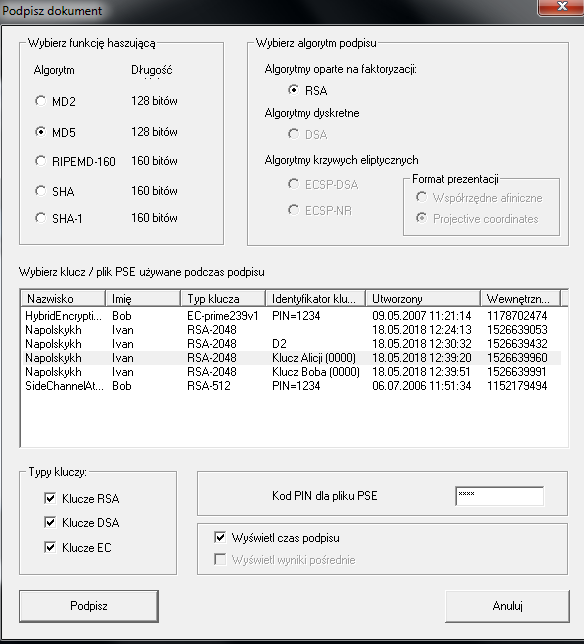 Podpisz dokument
Wybierz funkcję haszującą
Algorytm Długość
MD2 128 bitów
MD5 128 bitów
RIPEMD-160 160 bitów
SHA 160 bitów
SHA-1 160 bitów
Wybierz algorytm podpisu
Algorytmy oparte na faktoryzacji:
RSA
Algorytmy dyskretne
DSA
Algorytmy krzywych eliptycznych
ECSP-DSA
ECSP-NR
Format prezentacji
Współrzędne afiniczne
Projective coordinates
Wybierz klucz / plik PSE używane podczas podpisu
Nazwisko Imię Typ klucza Identyfikator klu... Utworzony Wewnętrzn...
HybridEncrypti... Bob EC-prime239v1 PIN=1234 09.05.2007 11:21:14 1178702474
Napolskykh Ivan RSA-2048 18.05.2018 12:24:13 1526639053
Napolskykh Ivan RSA-2048 D2 18.05.2018 12:30:32 1526639432
Napolskykh Ivan RSA-2048 Klucz Alicji (0000) 18.05.2018 12:39:20 1526639960
Napolskykh Ivan RSA-2048 Klucz Boba (0000) 18.05.2018 12:39:51 1526639991
SideChannelAt... Bob RSA-512 PIN=1234 06.07.2006 11:51:34 1152179494
Typy kluczy:
Klucze RSA
Klucze DSA
Klucze EC
Kod PIN dla pliku PSE ****
Wyświetl czas podpisu
Wyświetl wyniki pośrednie
Podpisz
Anuluj